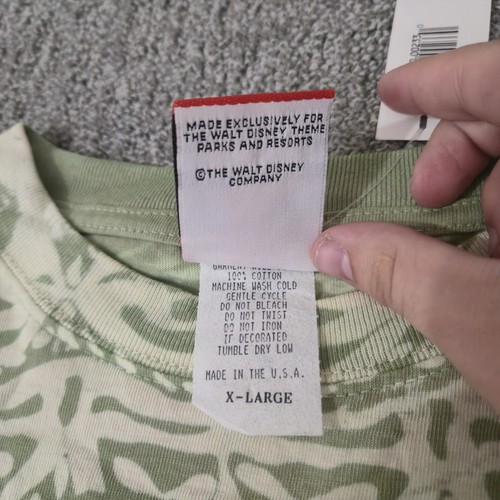 MADE EXCLUSIVELY FOR
THE WALT DISNEY THEME
PARKS AND RESORTS
©THE WALT DISNEY
COMPANY
GARMENT
100% COTTON
MACHINE WASH COLD
GENTLE CYCLE
DO NOT BLEACH
DO NOT TWIST
DO NOT IRON
IF DECORATED
TUMBLE DRY LOW
MADE IN THE U.S.A.
X-LARGE